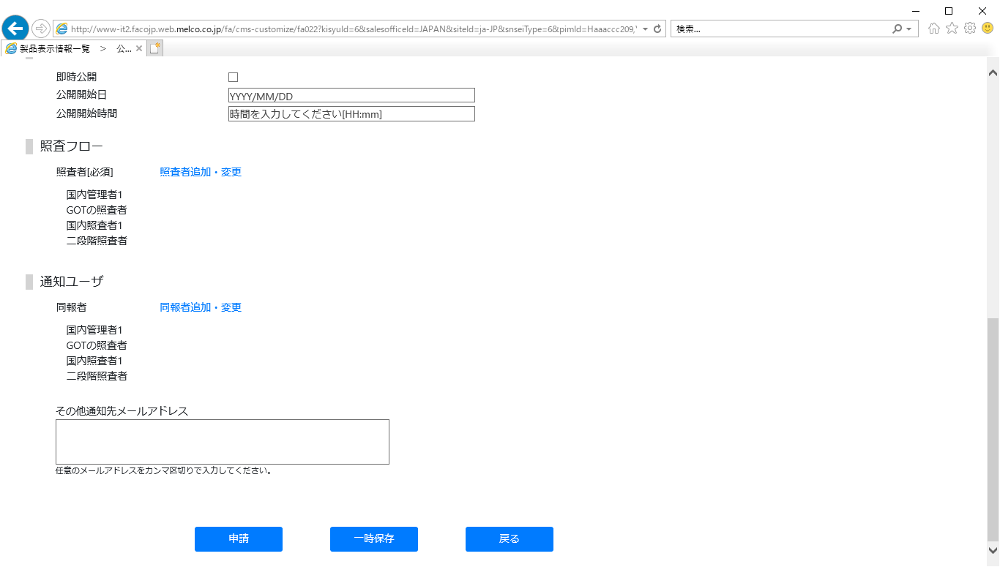 http://www-it2.facojp.web.melco.co.jp/fa/cms-customize/fa022?kisyuId=6&salesofficeId=JAPAN&siteId=ja-JP&snseiType=6&pimId=Haaaccc209,
検索...
製品表示情報一覧 > 公...
即時公開
公開開始日 YYYY/MM/DD
公開開始時間 時間を入力してください[HH:mm]
照査フロー
照査者[必須] 照査者追加・変更
国内管理者1
GOTの照査者
国内照査者1
二段階照査者
通知ユーザ
同報者 同報者追加・変更
国内管理者1
GOTの照査者
国内照査者1
二段階照査者
その他通知先メールアドレス
任意のメールアドレスをカンマ区切りで入力してください。
申請 一時保存 戻る